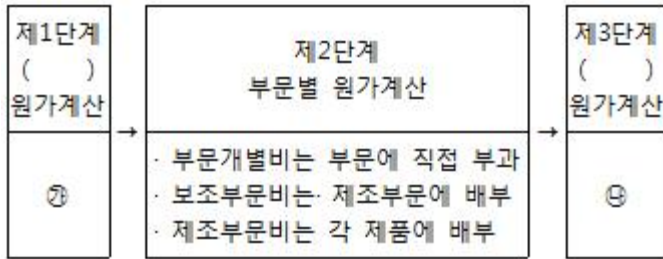 제1단계
( )
원가계산
㉮
→
제2단계
부문별 원가계산
· 부문개별비는 부문에 직접 부과
· 보조부문비는· 제조부문에 배부
· 제조부문비는 각 제품에 배부
→
제3단계
( )
원가계산
㉯